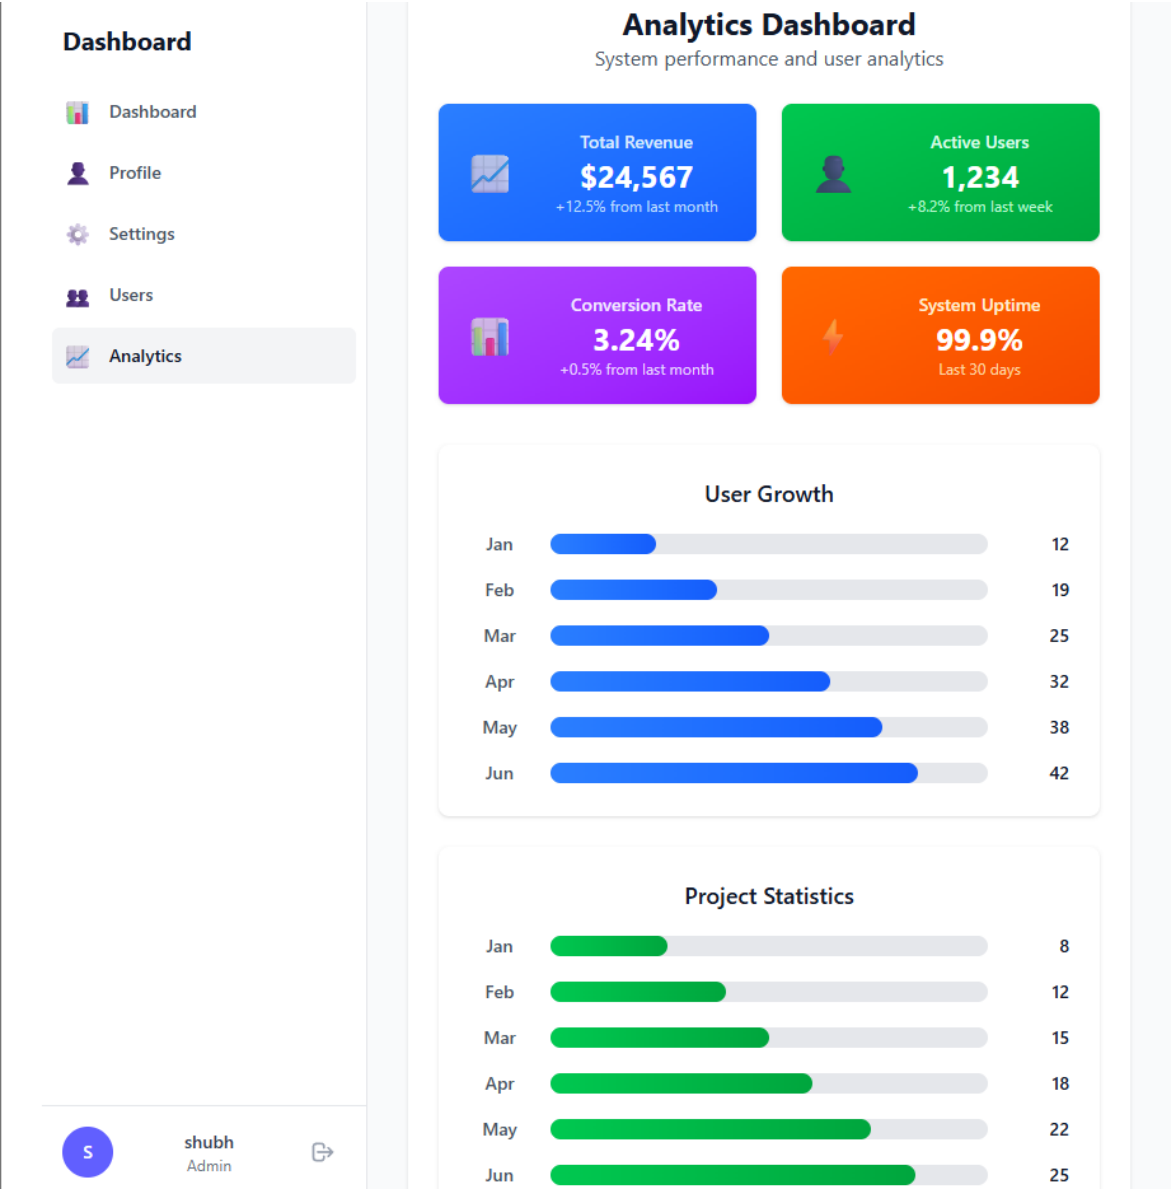 Dashboard
Dashboard
Profile
Settings
Users
Analytics
shubh
Admin
S
Analytics Dashboard
System performance and user analytics
Total Revenue
$24,567
+12.5% from last month
Active Users
1,234
+8.2% from last week
Conversion Rate
3.24%
+0.5% from last month
System Uptime
99.9%
Last 30 days
User Growth
Jan 12
Feb 19
Mar 25
Apr 32
May 38
Jun 42
Project Statistics
Jan 8
Feb 12
Mar 15
Apr 18
May 22
Jun 25